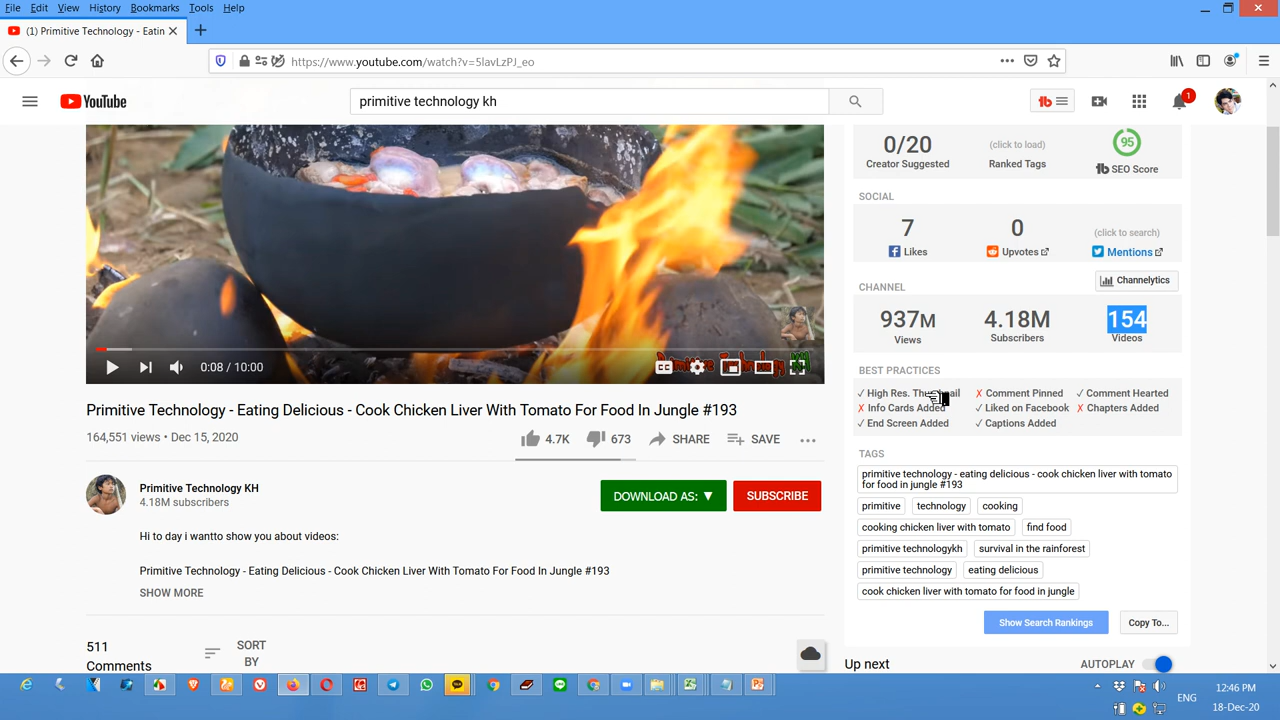 File Edit View History Bookmarks Tools Help
(1) Primitive Technology - Eatin
https://www.youtube.com/watch?v=5lavLzPJ_eo
YouTube
primitive technology kh
tb
1
0/20
Creator Suggested
(click to load)
Ranked Tags
95
tb SEO Score
SOCIAL
7
Likes
0
Upvotes
(click to search)
Mentions
CHANNEL
Channelytics
937M
Views
4.18M
Subscribers
154
Videos
BEST PRACTICES
✓ High Res. Thumbnail ✗ Comment Pinned ✓ Comment Hearted
✗ Info Cards Added ✓ Liked on Facebook ✗ Chapters Added
✓ End Screen Added ✓ Captions Added
TAGS
primitive technology - eating delicious - cook chicken liver with tomato
for food in jungle #193
primitive technology cooking
cooking chicken liver with tomato find food
primitive technologykh survival in the rainforest
primitive technology eating delicious
cook chicken liver with tomato for food in jungle
Show Search Rankings Copy To...
Up next AUTOPLAY
Primitive Technology KH
0:08 / 10:00
Primitive Technology - Eating Delicious - Cook Chicken Liver With Tomato For Food In Jungle #193
164,551 views • Dec 15, 2020
4.7K 673 SHARE SAVE
Primitive Technology KH
4.18M subscribers
DOWNLOAD AS: ▼ SUBSCRIBE
Hi to day i wantto show you about videos:
Primitive Technology - Eating Delicious - Cook Chicken Liver With Tomato For Food In Jungle #193
SHOW MORE
511
Comments
SORT
BY
ENG
12:46 PM
18-Dec-20